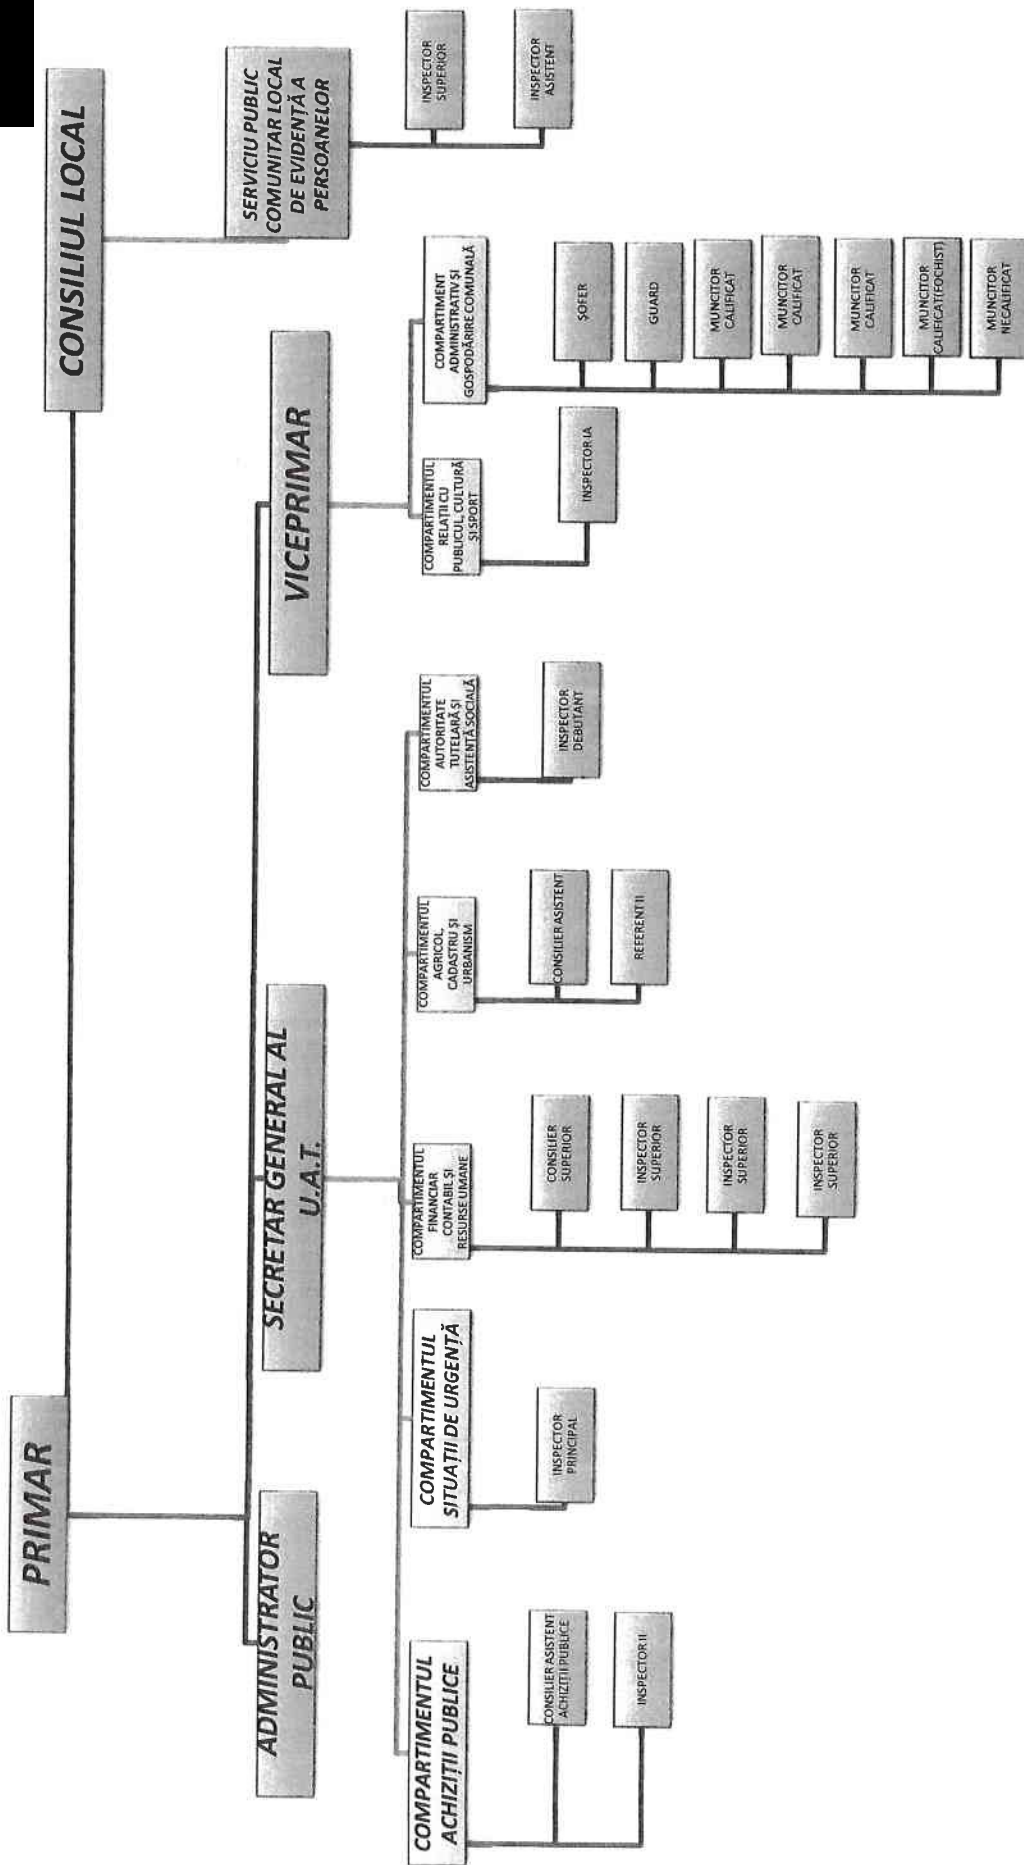 PRIMAR
CONSILIUL LOCAL
ADMINISTRATOR
PUBLIC
SECRETAR GENERAL AL
U.A.T.
VICEPRIMAR
SERVICIU PUBLIC
COMUNITAR LOCAL
DE EVIDENȚĂ A
PERSOANELOR
INSPECTOR
SUPERIOR
INSPECTOR
ASISTENT
COMPARTIMENTUL
ACHIZIȚII PUBLICE
CONSILIER ASISTENT
ACHIZIȚII PUBLICE
INSPECTOR II
COMPARTIMENTUL
SITUAȚII DE URGENȚĂ
INSPECTOR
PRINCIPAL
COMPARTIMENTUL
FINANCIAR
CONTABIL ȘI
RESURSE UMANE
CONSILIER
SUPERIOR
INSPECTOR
SUPERIOR
INSPECTOR
SUPERIOR
INSPECTOR
SUPERIOR
COMPARTIMENTUL
AGRICOL,
CADASTRU ȘI
URBANISM
CONSILIER ASISTENT
REFERENT II
COMPARTIMENTUL
AUTORITATE
TUTELARĂ ȘI
ASISTENȚĂ SOCIALĂ
INSPECTOR
DEBUTANT
COMPARTIMENTUL
RELAȚII CU
PUBLICUL, CULTURĂ
ȘI SPORT
INSPECTOR IA
COMPARTIMENT
ADMINISTRATIV ȘI
GOSPODĂRIRE COMUNALĂ
ȘOFER
GUARD
MUNCITOR
CALIFICAT
MUNCITOR
CALIFICAT
MUNCITOR
CALIFICAT
MUNCITOR
CALIFICAT(FOCHIST)
MUNCITOR
NECALIFICAT